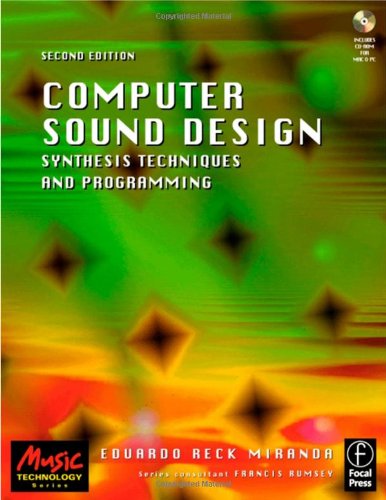 INCLUDES
CD-ROM
FOR
MAC & PC
SECOND EDITION
COMPUTER
SOUND DESIGN
SYNTHESIS TECHNIQUES
AND PROGRAMMING
EDUARDO RECK MIRANDA
Series consultant FRANCIS RUMSEY
Music
TECHNOLOGY
Series
f
Focal
Press